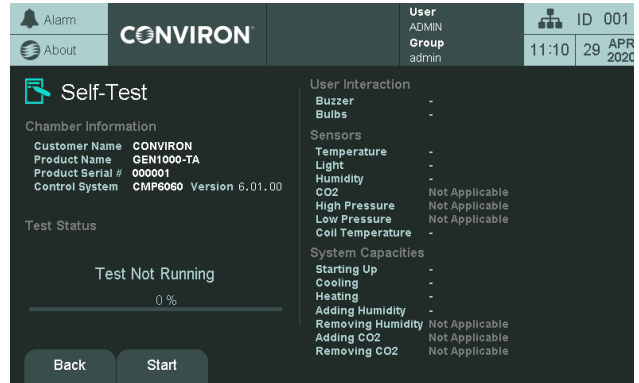 Alarm
About
CONVIRON
User
ADMIN
Group
admin
ID 001
11:10 29 APR 2020
Self-Test
Chamber Information
Customer Name CONVIRON
Product Name GEN1000-TA
Product Serial # 000001
Control System CMP6060 Version 6.01.00
Test Status
Test Not Running
0 %
Back
Start
User Interaction
Buzzer -
Bulbs -
Sensors
Temperature -
Light -
Humidity -
CO2 Not Applicable
High Pressure Not Applicable
Low Pressure Not Applicable
Coil Temperature -
System Capacities
Starting Up -
Cooling -
Heating -
Adding Humidity -
Removing Humidity Not Applicable
Adding CO2 Not Applicable
Removing CO2 Not Applicable